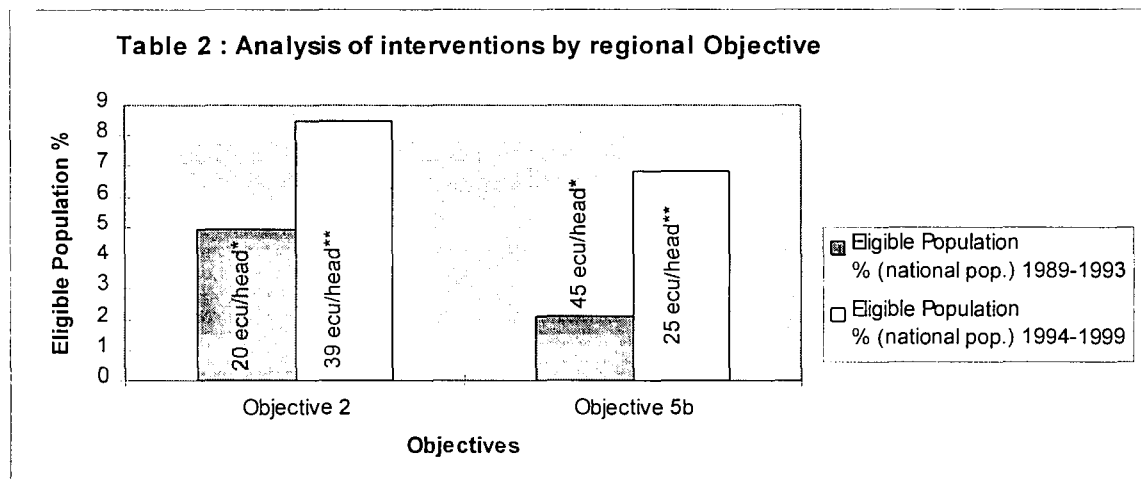 Table 2 : Analysis of interventions by regional Objective
Eligible Population %
9
8
7
6
5
4
3
2
1
0
20 ecu/head*
39 ecu/head**
45 ecu/head*
25 ecu/head**
Objective 2
Objective 5b
Objectives
Eligible Population
% (national pop.) 1989-1993
Eligible Population
% (national pop.) 1994-1999